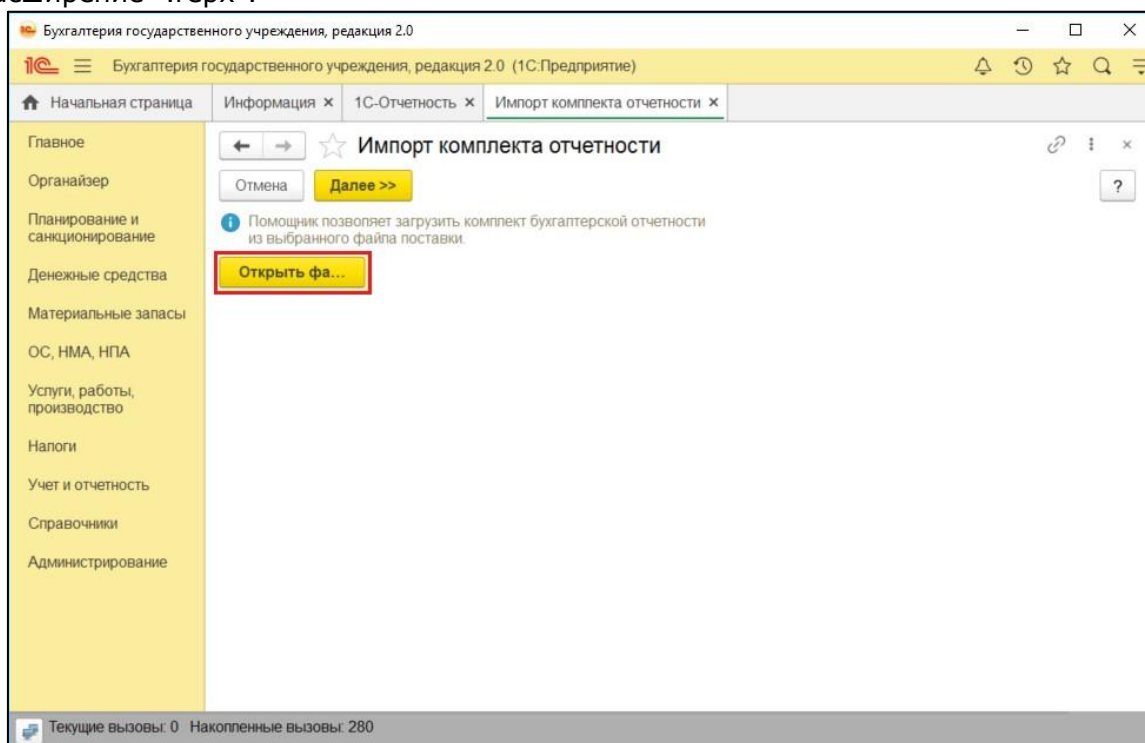 Бухгалтерия государственного учреждения, редакция 2.0
1С Бухгалтерия государственного учреждения, редакция 2.0 (1С:Предприятие)
Начальная страница Информация × 1С-Отчетность × Импорт комплекта отчетности ×
Главное
Органайзер
Планирование и
санкционирование
Денежные средства
Материальные запасы
ОС, НМА, НПА
Услуги, работы,
производство
Налоги
Учет и отчетность
Справочники
Администрирование
Импорт комплекта отчетности
Отмена Далее >> ?
Помощник позволяет загрузить комплект бухгалтерской отчетности
из выбранного файла поставки.
Открыть фа...
Текущие вызовы: 0 Накопленные вызовы: 280